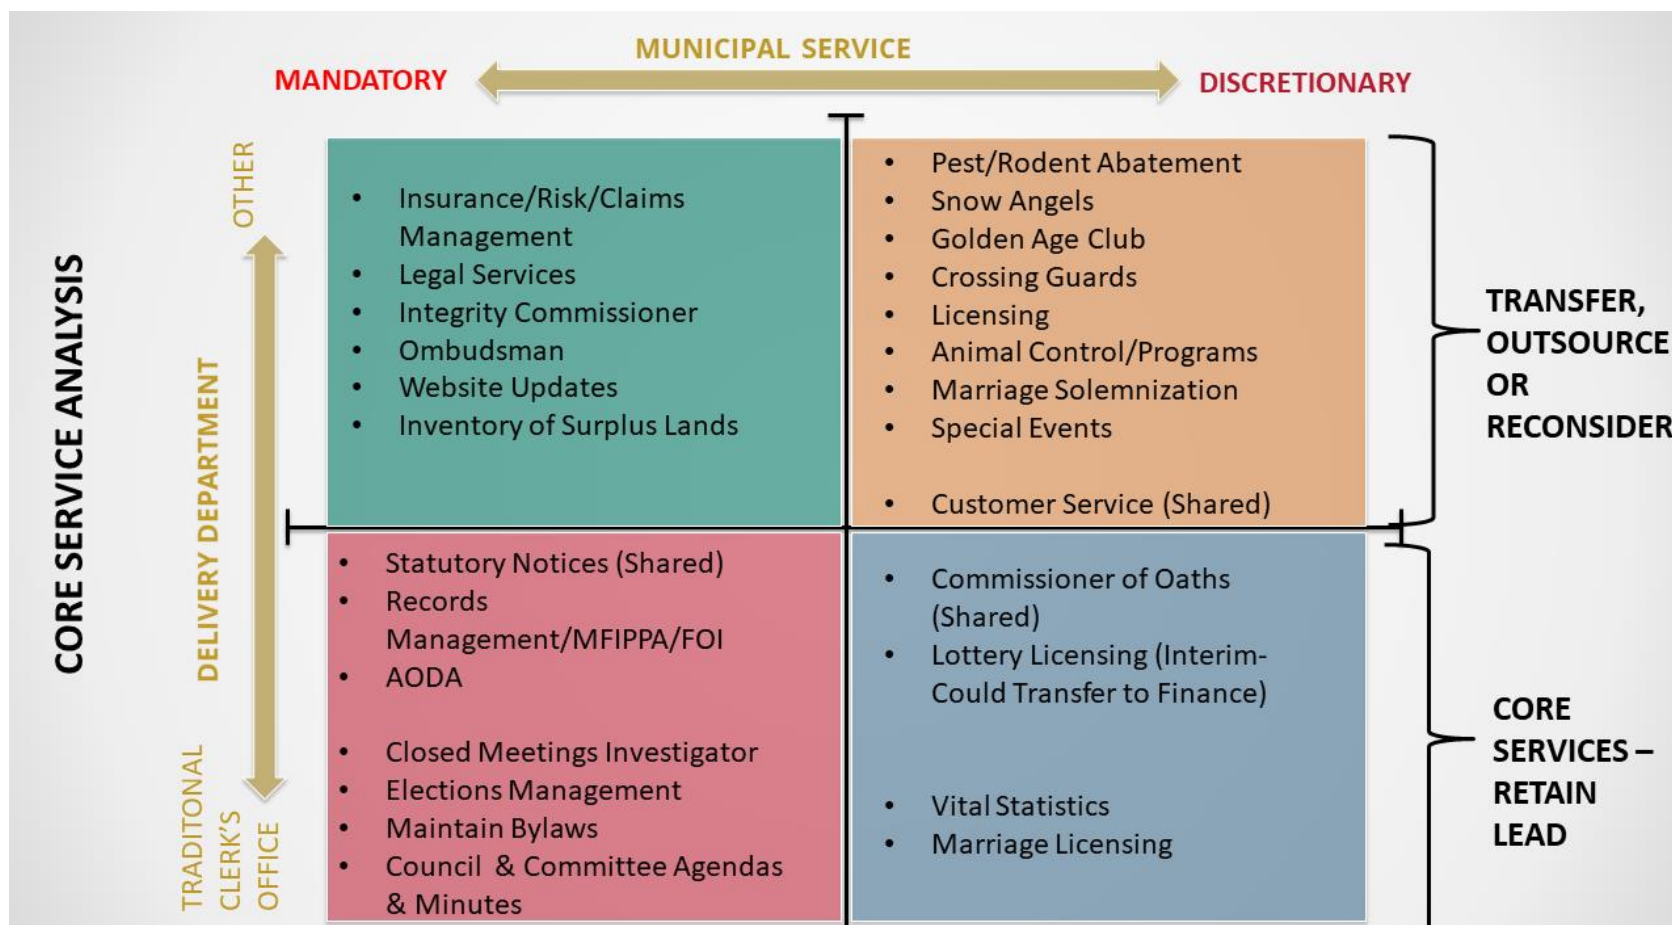 MUNICIPAL SERVICE
MANDATORY
DISCRETIONARY
CORE SERVICE ANALYSIS
DELIVERY DEPARTMENT
OTHER
TRADITONAL
CLERK'S
OFFICE
• Insurance/Risk/Claims
Management
• Legal Services
• Integrity Commissioner
• Ombudsman
• Website Updates
• Inventory of Surplus Lands
• Pest/Rodent Abatement
• Snow Angels
• Golden Age Club
• Crossing Guards
• Licensing
• Animal Control/Programs
• Marriage Solemnization
• Special Events
• Customer Service (Shared)
TRANSFER,
OUTSOURCE
OR
RECONSIDER
• Statutory Notices (Shared)
• Records
Management/MFIPPA/FOI
• AODA
• Closed Meetings Investigator
• Elections Management
• Maintain Bylaws
• Council & Committee Agendas
& Minutes
• Commissioner of Oaths
(Shared)
• Lottery Licensing (Interim-
Could Transfer to Finance)
• Vital Statistics
• Marriage Licensing
CORE
SERVICES –
RETAIN
LEAD